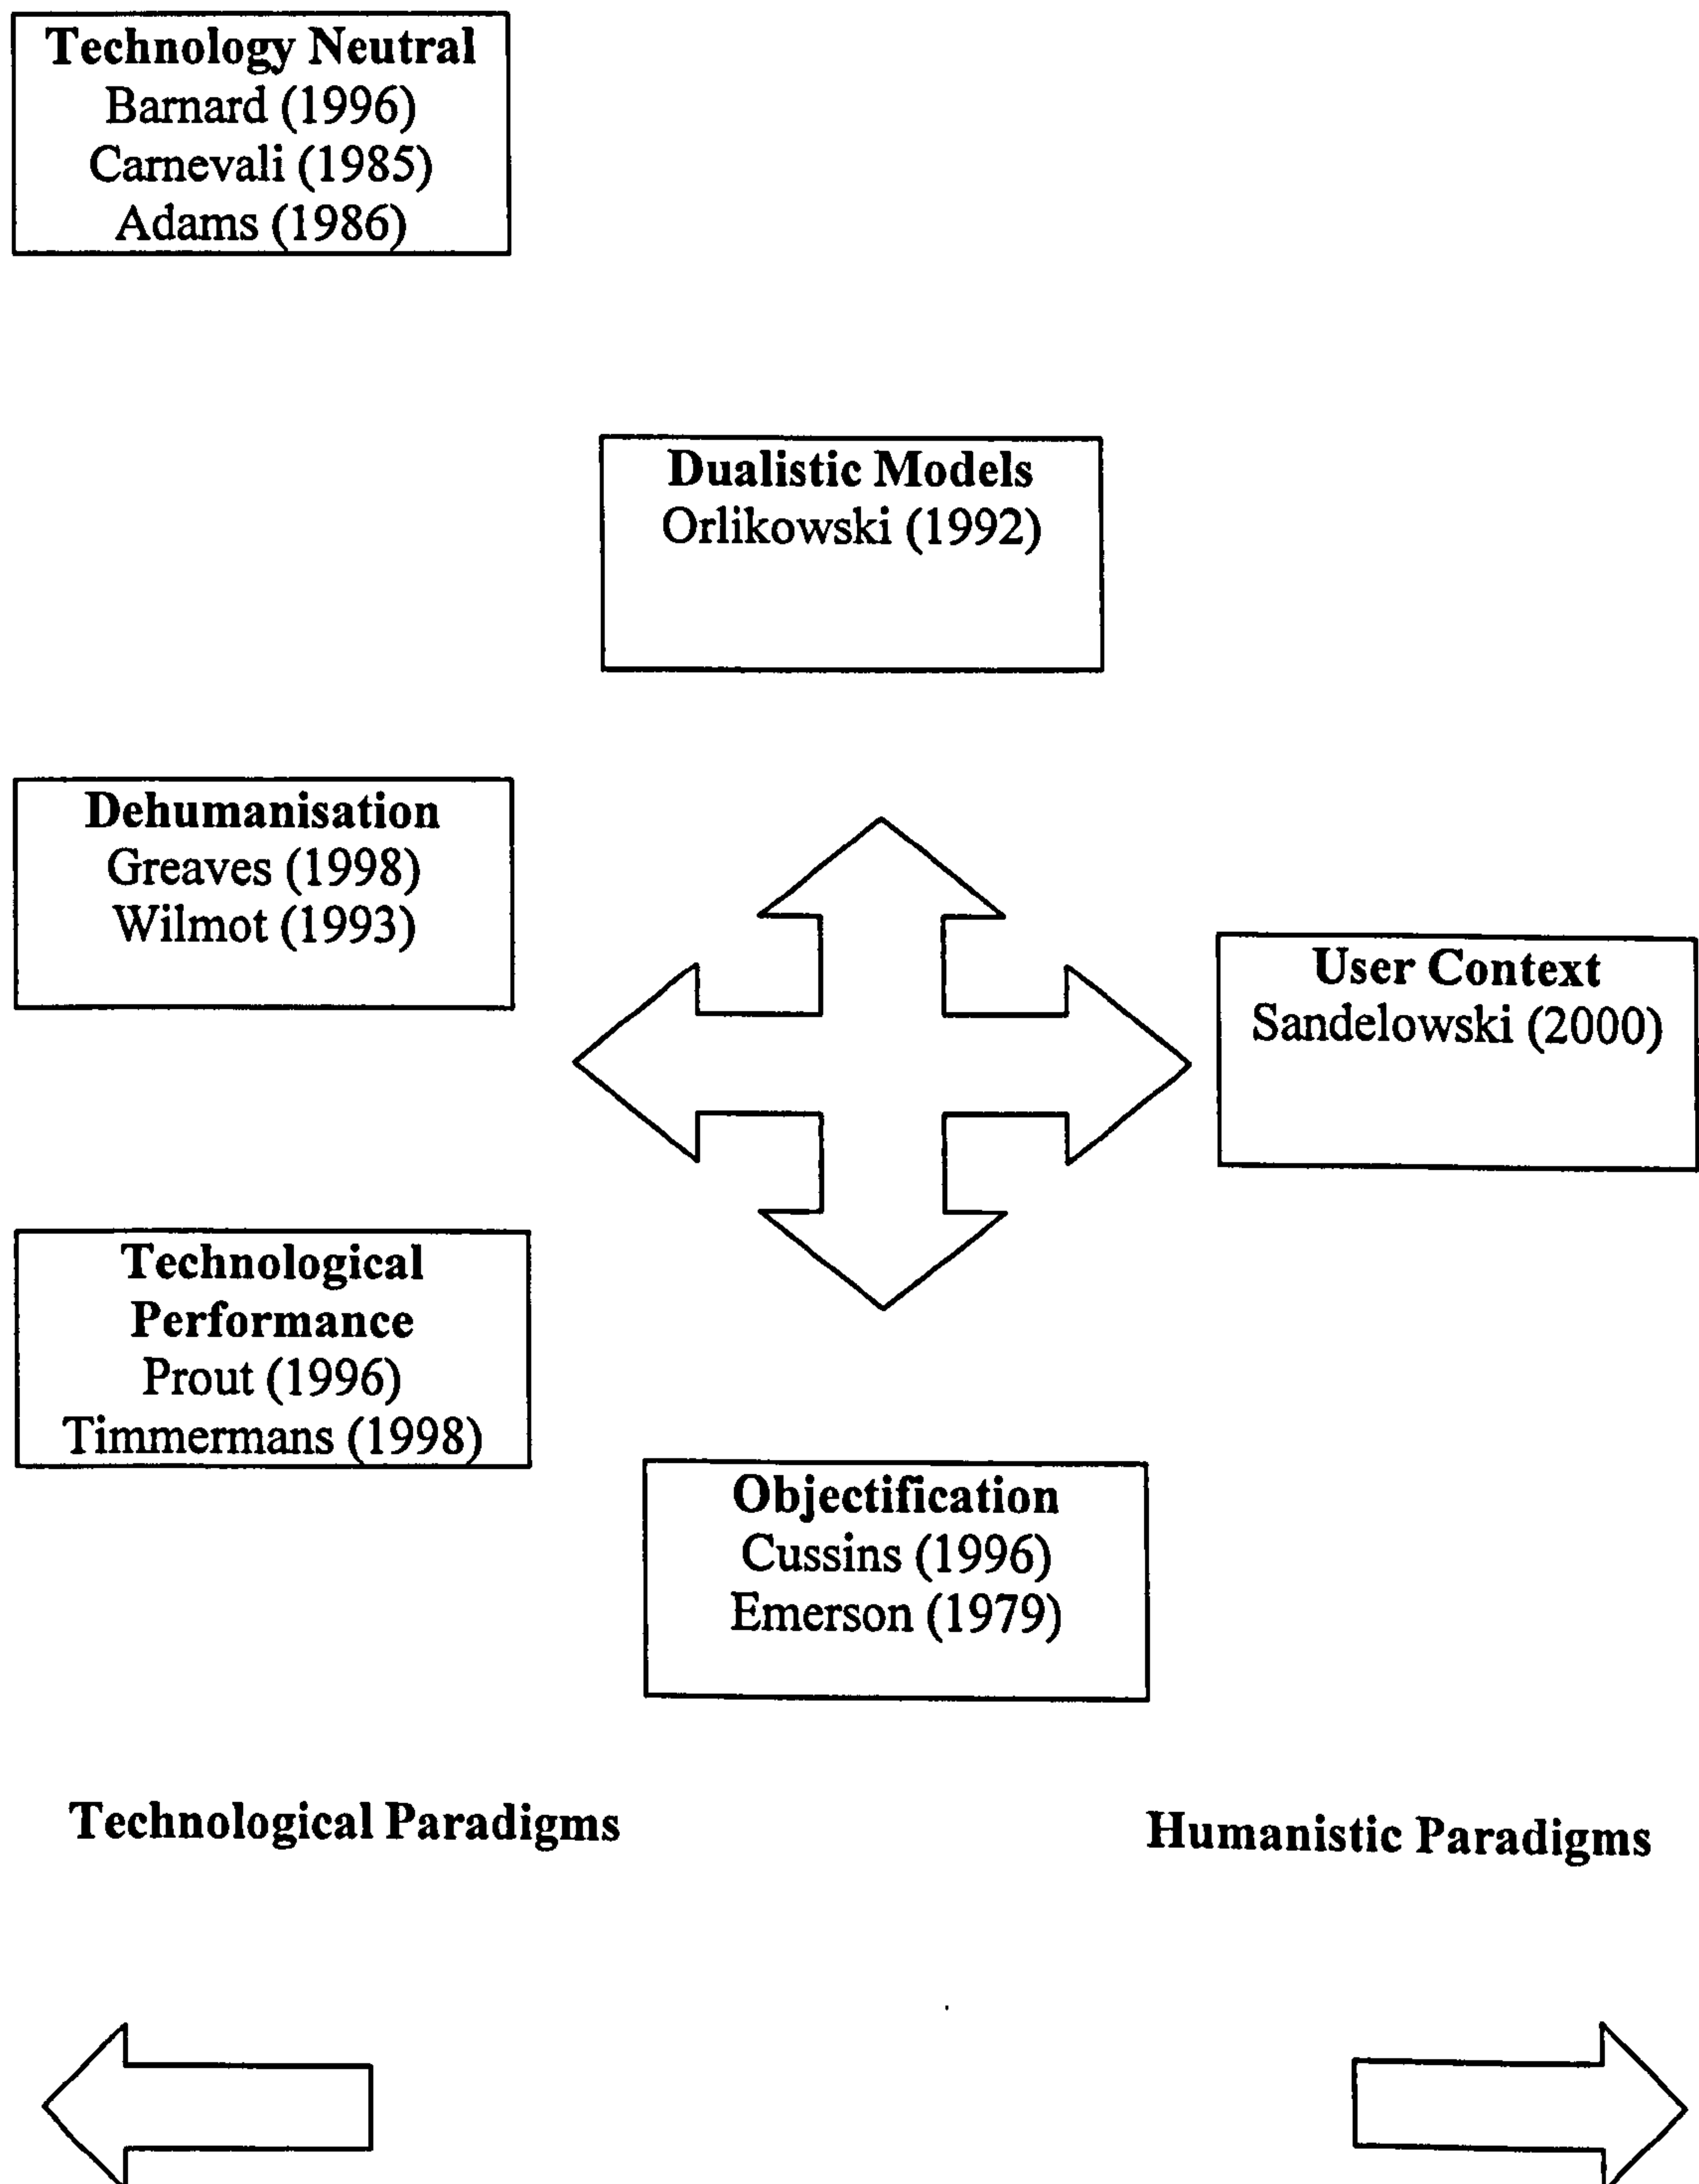 Technology Neutral
Barnard (1996)
Carnevali (1985)
Adams (1986)
Dualistic Models
Orlikowski (1992)
Dehumanisation
Greaves (1998)
Wilmot (1993)
User Context
Sandelowski (2000)
Technological
Performance
Prout (1996)
Timmermans (1998)
Objectification
Cussins (1996)
Emerson (1979)
Technological Paradigms
Humanistic Paradigms